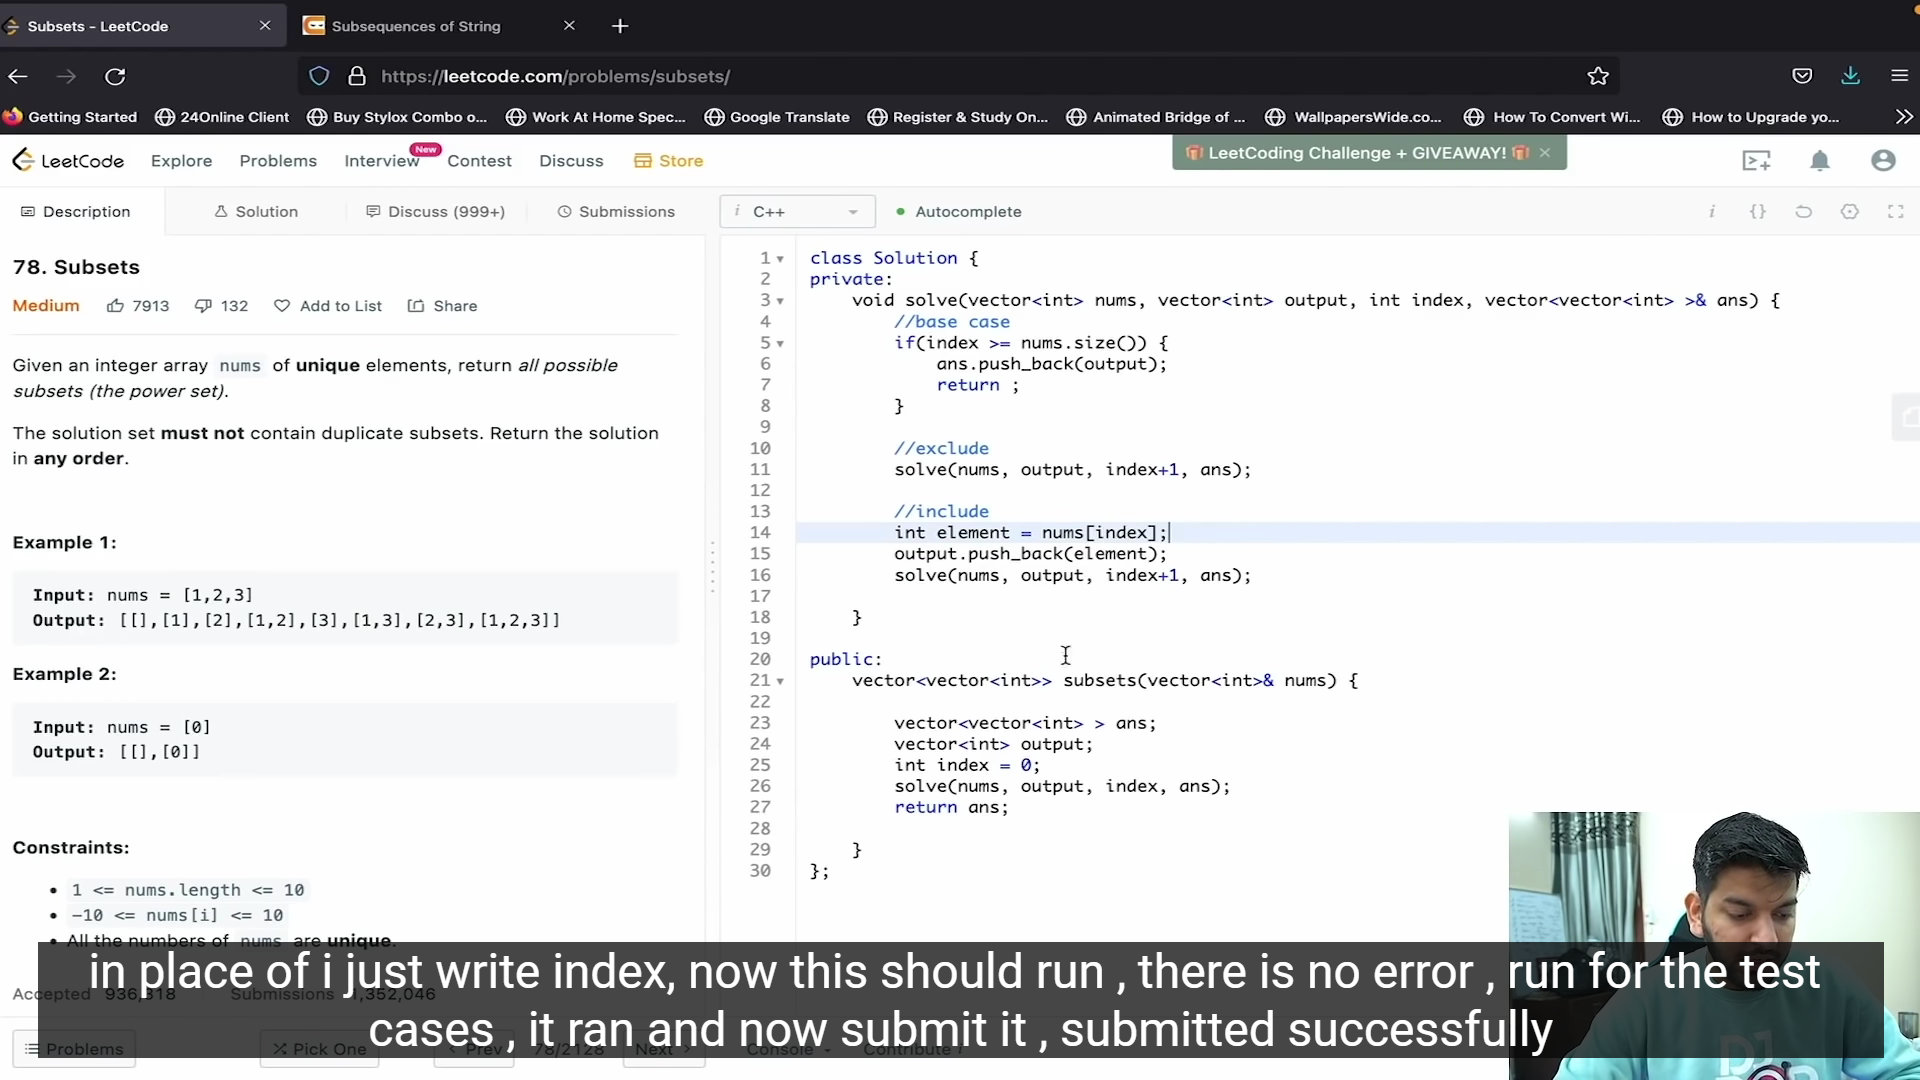 Subsets - LeetCode
Subsequences of String
https://leetcode.com/problems/subsets/
Getting Started
24Online Client
Buy Stylox Combo o...
Work At Home Spec...
Google Translate
Register & Study On...
Animated Bridge of ...
WallpapersWide.co...
How To Convert Wi...
How to Upgrade yo...
LeetCode
Explore
Problems
Interview
New
Contest
Discuss
Store
LeetCoding Challenge + GIVEAWAY!
Description
Solution
Discuss (999+)
Submissions
i C++
Autocomplete
78. Subsets
Medium
7913
132
Add to List
Share
Given an integer array nums of unique elements, return all possible
subsets (the power set).
The solution set must not contain duplicate subsets. Return the solution
in any order.
Example 1:
Input: nums = [1,2,3]
Output: [[],[1],[2],[1,2],[3],[1,3],[2,3],[1,2,3]]
Example 2:
Input: nums = [0]
Output: [[],[0]]
Constraints:
1 <= nums.length <= 10
-10 <= nums[i] <= 10
All the numbers of nums are unique.
Accepted 936,318 Submissions 1,352,046
Problems
Pick One
Prev
78/2128
Next
1 class Solution {
2 private:
3 void solve(vector<int> nums, vector<int> output, int index, vector<vector<int> >& ans) {
4 //base case
5 if(index >= nums.size()) {
6 ans.push_back(output);
7 return ;
8 }
9
10 //exclude
11 solve(nums, output, index+1, ans);
12
13 //include
14 int element = nums[index];
15 output.push_back(element);
16 solve(nums, output, index+1, ans);
17
18 }
19
20 public:
21 vector<vector<int>> subsets(vector<int>& nums) {
22
23 vector<vector<int> > ans;
24 vector<int> output;
25 int index = 0;
26 solve(nums, output, index, ans);
27 return ans;
28
29 }
30 };
Console
Contribute i
in place of i just write index, now this should run , there is no error , run for the test
cases , it ran and now submit it , submitted successfully